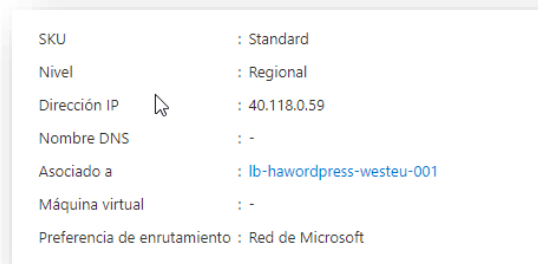 SKU : Standard
Nivel : Regional
Dirección IP : 40.118.0.59
Nombre DNS : -
Asociado a : lb-hawordpress-westeu-001
Máquina virtual : -
Preferencia de enrutamiento : Red de Microsoft